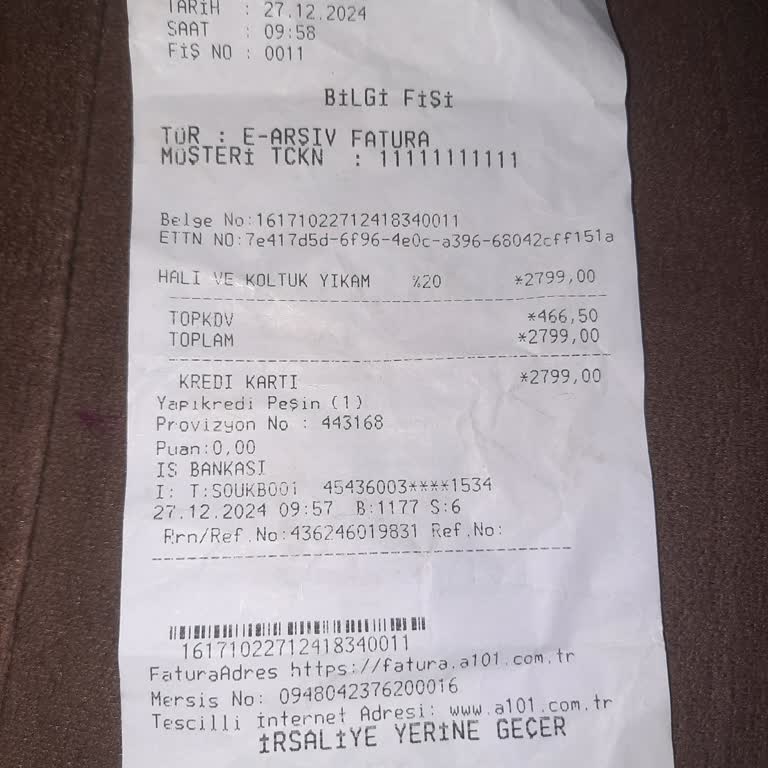 TARİH : 27.12.2024
SAAT : 09:58
FİŞ NO : 0011
BİLGİ FİŞİ
TÜR : E-ARŞIV FATURA
MÜŞTERİ TCKN : 11111111111
Belge No:16171022712418340011
ETTN NO:7e417d5d-6f96-4e0c-a396-68042cff151a
HALI VE KOLTUK YIKAM %20 *2799,00
TOPKDV *466,50
TOPLAM *2799,00
KREDI KARTI *2799,00
Yapıkredi Peşin (1)
Provizyon No : 443168
Puan:0,00
IS BANKASI
I: T:SOUKB001 45436003****1534
27.12.2024 09:57 B:1177 S:6
Rrn/Ref.No:436246019831 Ref.No:
16171022712418340011
FaturaAdres https://fatura.a101.com.tr
Mersis No: 0948042376200016
Tescilli internet Adresi: www.a101.com.tr
İRSALİYE YERİNE GEÇER